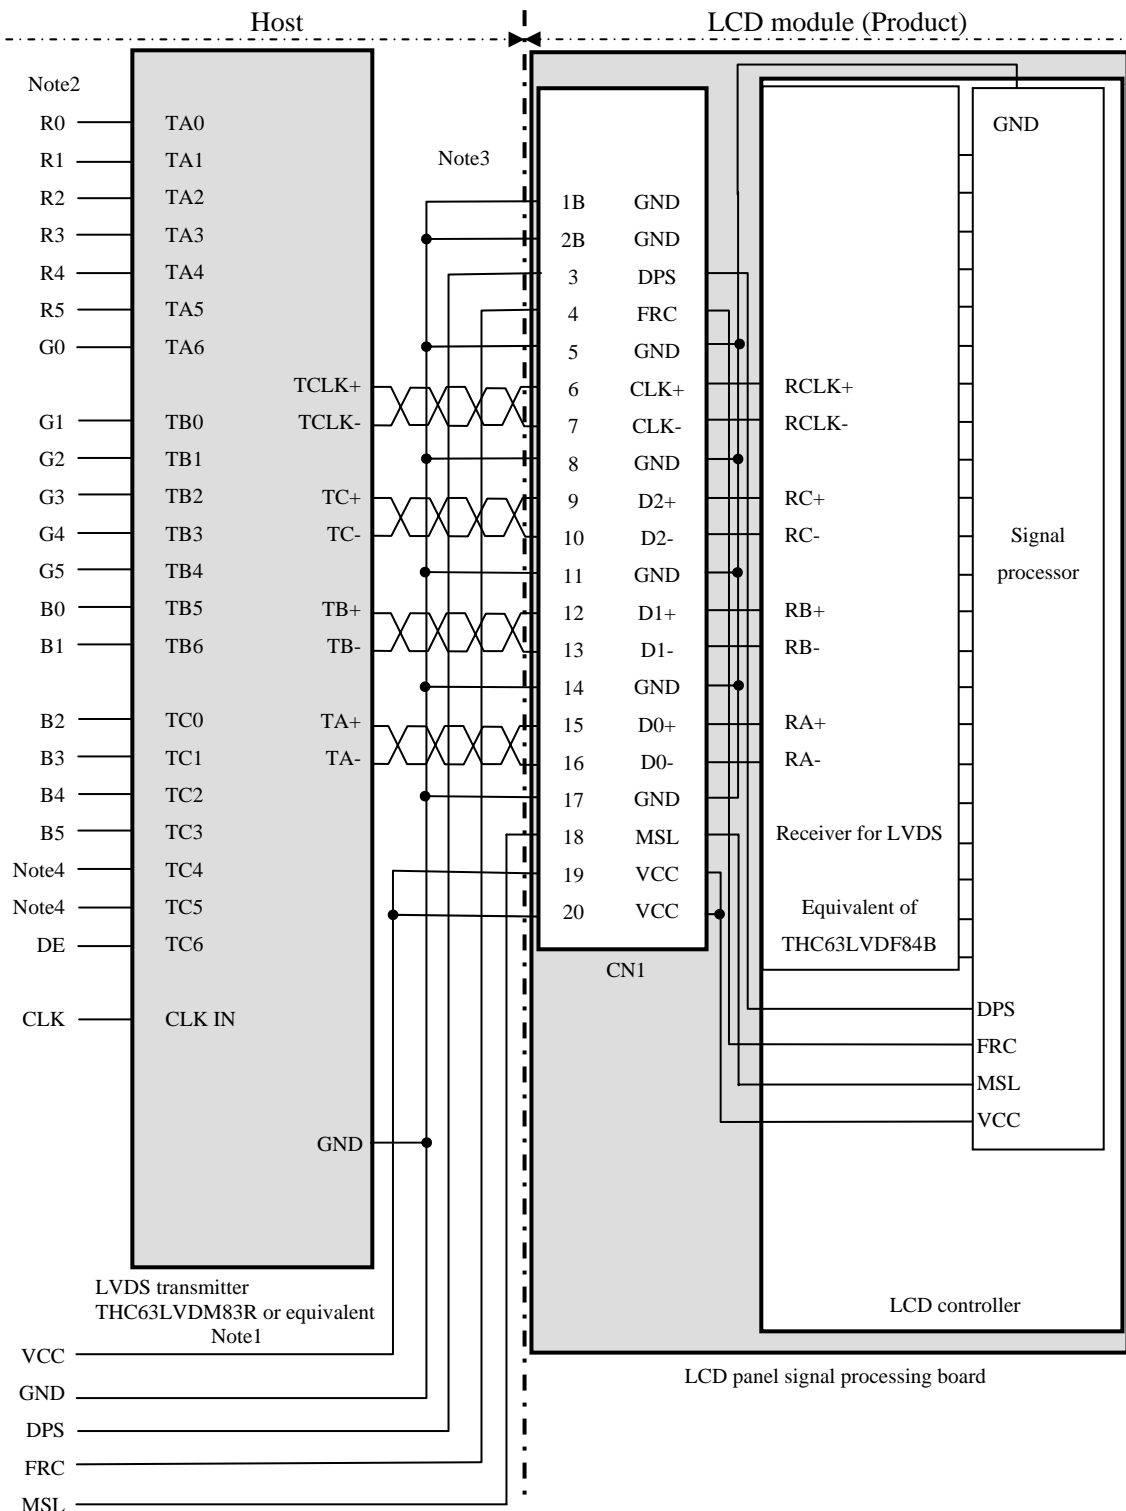 Host LCD module (Product)
Note2
R0 TA0 GND
R1 TA1 Note3
R2 TA2 1B GND
R3 TA3 2B GND
R4 TA4 3 DPS
R5 TA5 4 FRC
G0 TA6 5 GND
TCLK+ 6 CLK+ RCLK+
G1 TB0 TCLK- 7 CLK- RCLK-
G2 TB1 8 GND
G3 TB2 TC+ 9 D2+ RC+
G4 TB3 TC- 10 D2- RC- Signal
G5 TB4 11 GND processor
B0 TB5 TB+ 12 D1+ RB+
B1 TB6 TB- 13 D1- RB-
14 GND
B2 TC0 TA+ 15 D0+ RA+
B3 TC1 TA- 16 D0- RA-
B4 TC2 17 GND
B5 TC3 18 MSL Receiver for LVDS
Note4 TC4 19 VCC
Note4 TC5 20 VCC Equivalent of
DE TC6 THC63LVDF84B
CN1
CLK CLK IN DPS
FRC
MSL
VCC
GND
LVDS transmitter
THC63LVDM83R or equivalent LCD controller
Note1
VCC
LCD panel signal processing board
GND
DPS
FRC
MSL